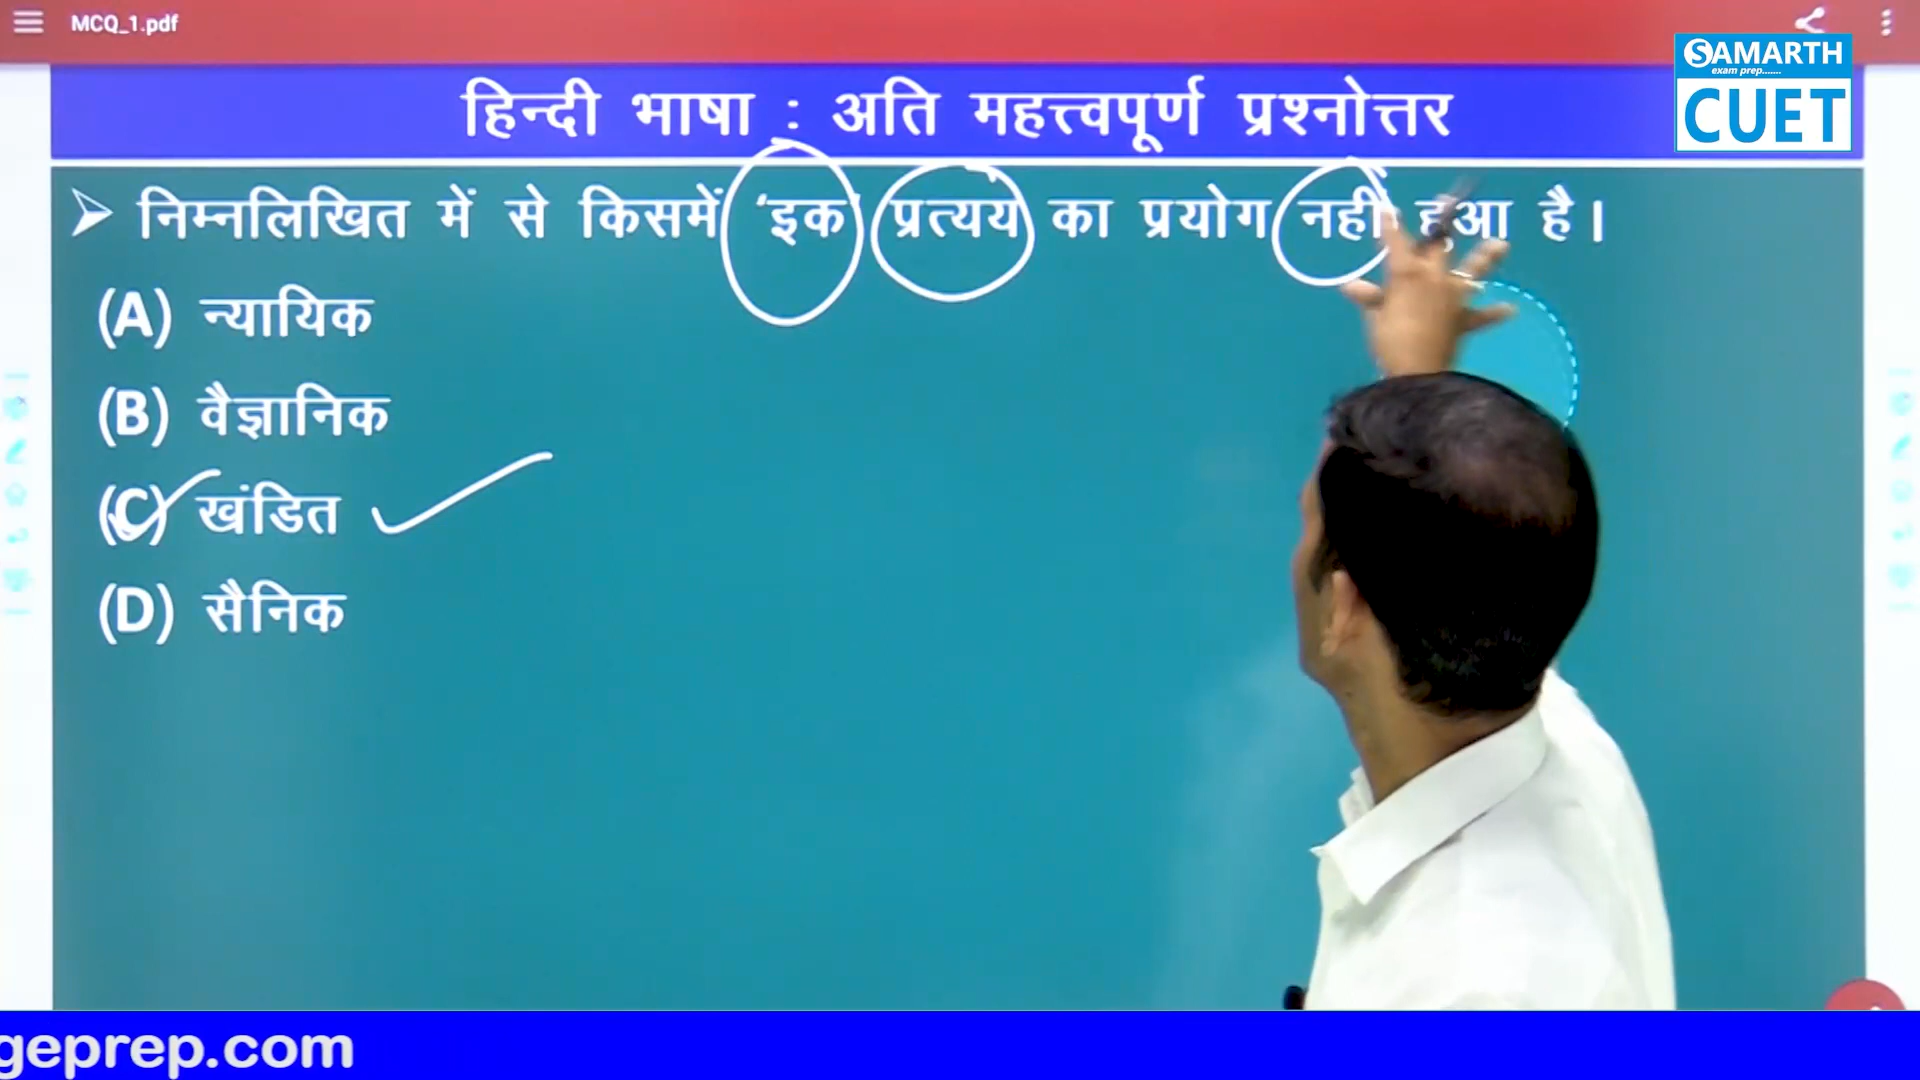 MCQ_1.pdf
SAMARTH
exam prep.......
CUET
हिन्दी भाषा : अति महत्त्वपूर्ण प्रश्नोत्तर
निम्नलिखित में से किसमें 'इक' प्रत्यय का प्रयोग नहीं हुआ है।
(A) न्यायिक
(B) वैज्ञानिक
(C) खंडित
(D) सैनिक
geprep.com